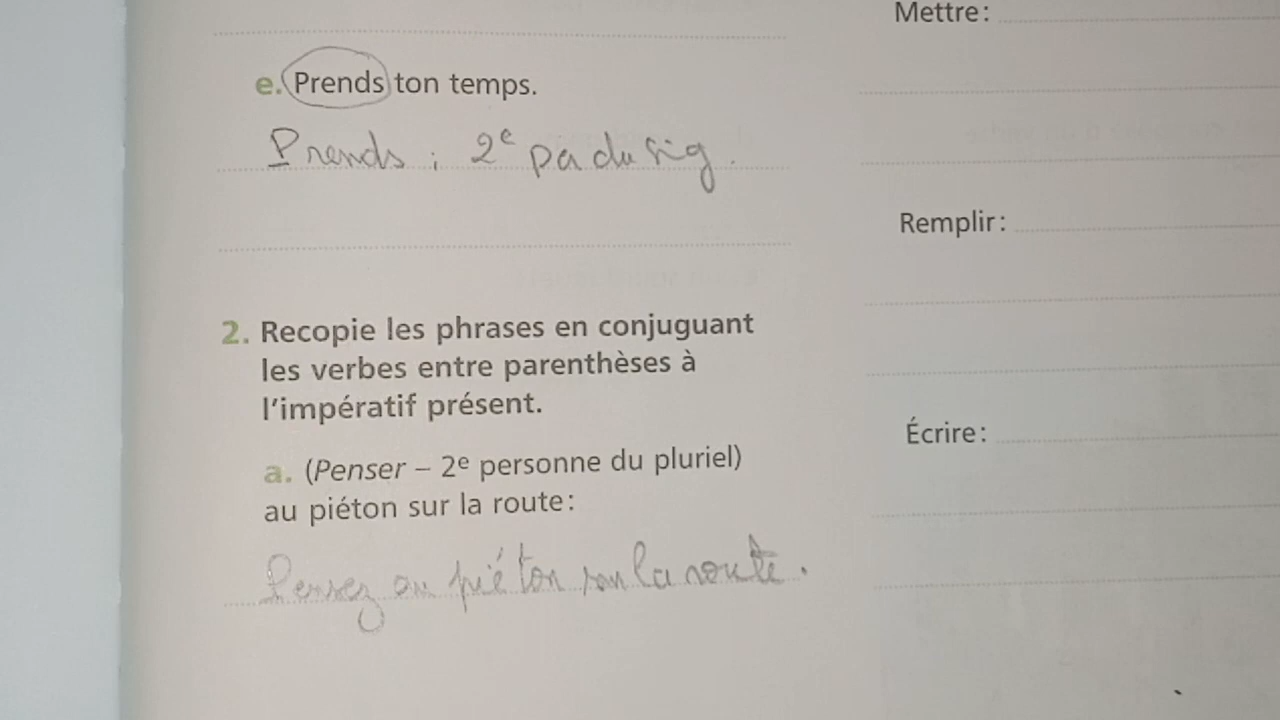 e. Prends ton temps.
Prends : 2e pa du sig.
2. Recopie les phrases en conjuguant
les verbes entre parenthèses à
l'impératif présent.
a. (Penser – 2e personne du pluriel)
au piéton sur la route :
Pensez au piéton sur la route.
Mettre :
Remplir :
Écrire :